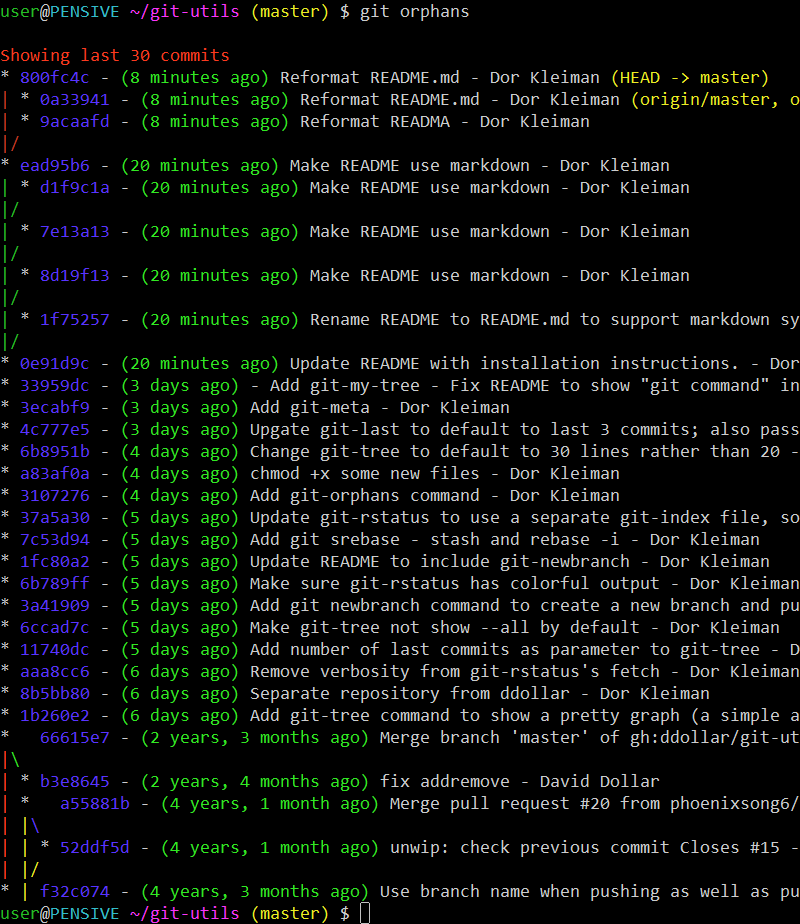 user@PENSIVE ~/git-utils (master) $ git orphans
Showing last 30 commits
* 800fc4c - (8 minutes ago) Reformat README.md - Dor Kleiman (HEAD -> master)
| * 0a33941 - (8 minutes ago) Reformat README.md - Dor Kleiman (origin/master, o
| * 9acaafd - (8 minutes ago) Reformat READMA - Dor Kleiman
|/
* ead95b6 - (20 minutes ago) Make README use markdown - Dor Kleiman
| * d1f9c1a - (20 minutes ago) Make README use markdown - Dor Kleiman
|/
| * 7e13a13 - (20 minutes ago) Make README use markdown - Dor Kleiman
|/
| * 8d19f13 - (20 minutes ago) Make README use markdown - Dor Kleiman
|/
| * 1f75257 - (20 minutes ago) Rename README to README.md to support markdown sy
|/
* 0e91d9c - (20 minutes ago) Update README with installation instructions. - Dor
* 33959dc - (3 days ago) - Add git-my-tree - Fix README to show "git command" in
* 3ecabf9 - (3 days ago) Add git-meta - Dor Kleiman
* 4c777e5 - (3 days ago) Upgate git-last to default to last 3 commits; also pass
* 6b8951b - (4 days ago) Change git-tree to default to 30 lines rather than 20 -
* a83af0a - (4 days ago) chmod +x some new files - Dor Kleiman
* 3107276 - (4 days ago) Add git-orphans command - Dor Kleiman
* 37a5a30 - (5 days ago) Update git-rstatus to use a separate git-index file, so
* 7c53d94 - (5 days ago) Add git srebase - stash and rebase -i - Dor Kleiman
* 1fc80a2 - (5 days ago) Update README to include git-newbranch - Dor Kleiman
* 6b789ff - (5 days ago) Make sure git-rstatus has colorful output - Dor Kleiman
* 3a41909 - (5 days ago) Add git newbranch command to create a new branch and pu
* 6ccad7c - (5 days ago) Make git-tree not show --all by default - Dor Kleiman
* 11740dc - (5 days ago) Add number of last commits as parameter to git-tree - D
* aaa8cc6 - (6 days ago) Remove verbosity from git-rstatus's fetch - Dor Kleiman
* 8b5bb80 - (6 days ago) Separate repository from ddollar - Dor Kleiman
* 1b260e2 - (6 days ago) Add git-tree command to show a pretty graph (a simple a
*   66615e7 - (2 years, 3 months ago) Merge branch 'master' of gh:ddollar/git-ut
|\
| * b3e8645 - (2 years, 4 months ago) fix addremove - David Dollar
| *   a55881b - (4 years, 1 month ago) Merge pull request #20 from phoenixsong6/
| |\
| | * 52ddf5d - (4 years, 1 month ago) unwip: check previous commit Closes #15 -
| |/
* | f32c074 - (4 years, 3 months ago) Use branch name when pushing as well as pu
user@PENSIVE ~/git-utils (master) $